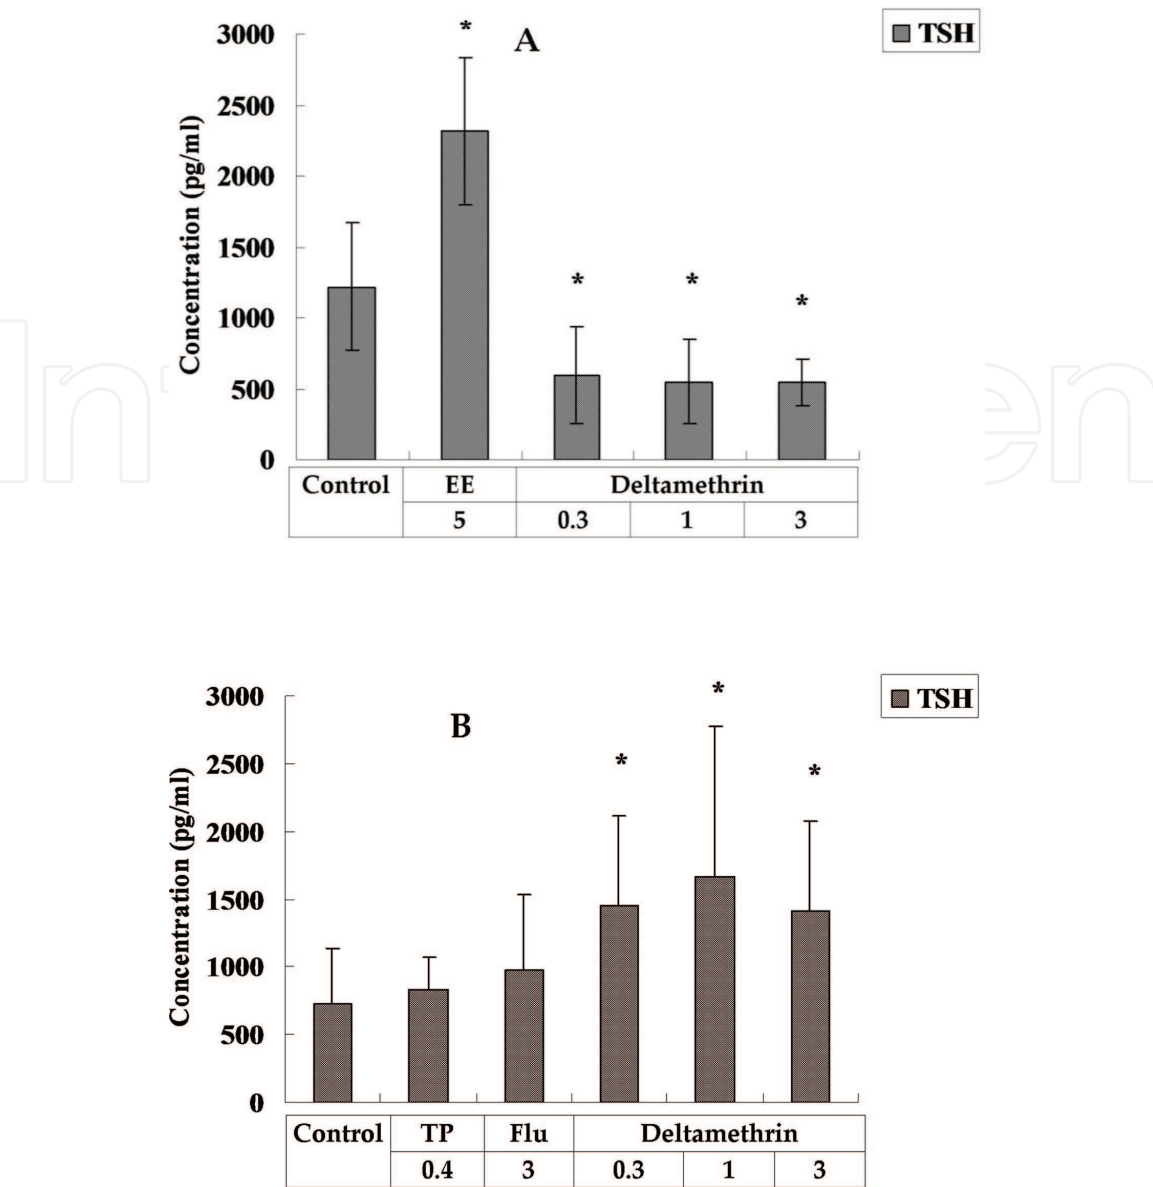 A
TSH
3000
2500
2000
1500
1000
500
0
Concentration (pg/ml)
*
*
*
*
Control EE Deltamethrin
5 0.3 1 3
B
TSH
3000
2500
2000
1500
1000
500
0
Concentration (pg/ml)
*
*
*
Control TP Flu Deltamethrin
0.4 3 0.3 1 3